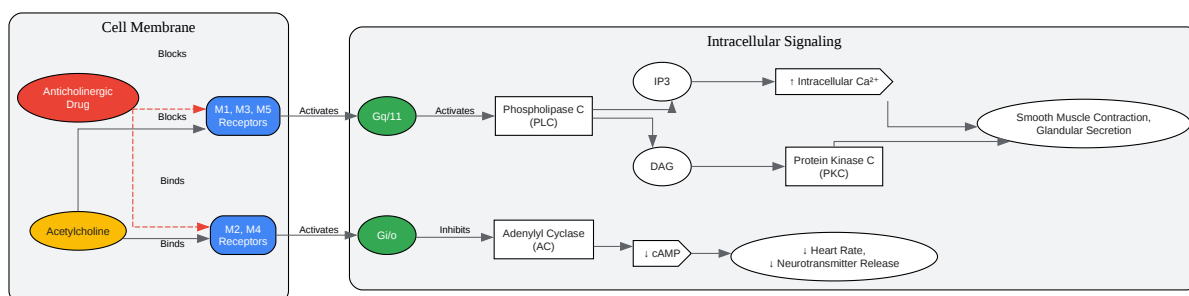 Cell Membrane
Intracellular Signaling
Blocks
Anticholinergic
Drug
M1, M3, M5
Receptors
Blocks
Activates
Gq/11
Activates
Phospholipase C
(PLC)
IP3
↑ Intracellular Ca²⁺
Smooth Muscle Contraction,
Glandular Secretion
DAG
Protein Kinase C
(PKC)
Binds
Acetylcholine
Binds
M2, M4
Receptors
Activates
Gi/o
Inhibits
Adenylyl Cyclase
(AC)
↓ cAMP
↓ Heart Rate,
↓ Neurotransmitter Release